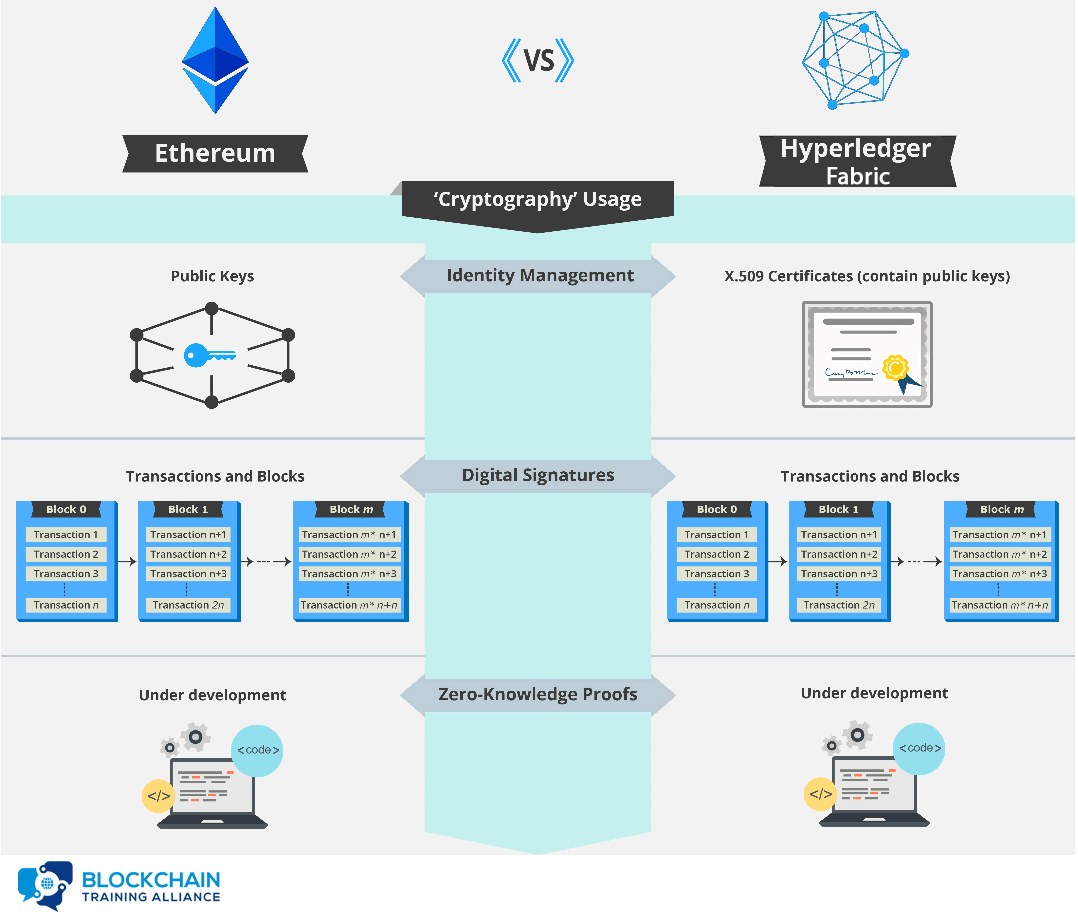 VS
Ethereum
Hyperledger
Fabric
‘Cryptography’ Usage
Public Keys
Identity Management
X.509 Certificates (contain public keys)
Transactions and Blocks
Digital Signatures
Transactions and Blocks
Block 0
Transaction 1
Transaction 2
Transaction 3
Transaction n
Block 1
Transaction n+1
Transaction n+2
Transaction n+3
Transaction 2n
Block m
Transaction m* n+1
Transaction m* n+2
Transaction m* n+3
Transaction m* n+n
Block 0
Transaction 1
Transaction 2
Transaction 3
Transaction n
Block 1
Transaction n+1
Transaction n+2
Transaction n+3
Transaction 2n
Block m
Transaction m* n+1
Transaction m* n+2
Transaction m* n+3
Transaction m* n+n
Under development
Zero-Knowledge Proofs
Under development
<code>
</>
<code>
</>
BLOCKCHAIN
TRAINING ALLIANCE